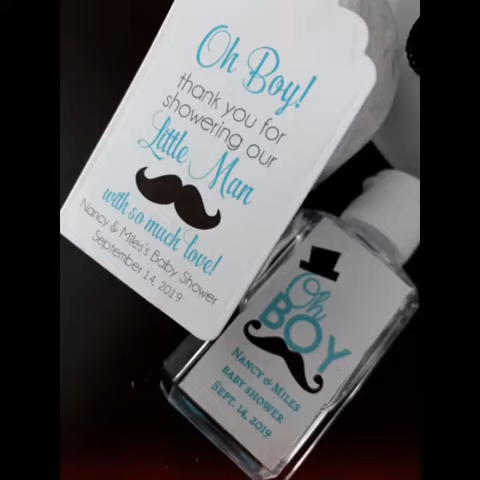 Oh Boy!
thank you for
showering our
Little Man
with so much love!
Nancy & Miles's Baby Shower
September 14, 2019
Oh
BOY
NANCY & MILES
BABY SHOWER
SEPT. 14, 2019